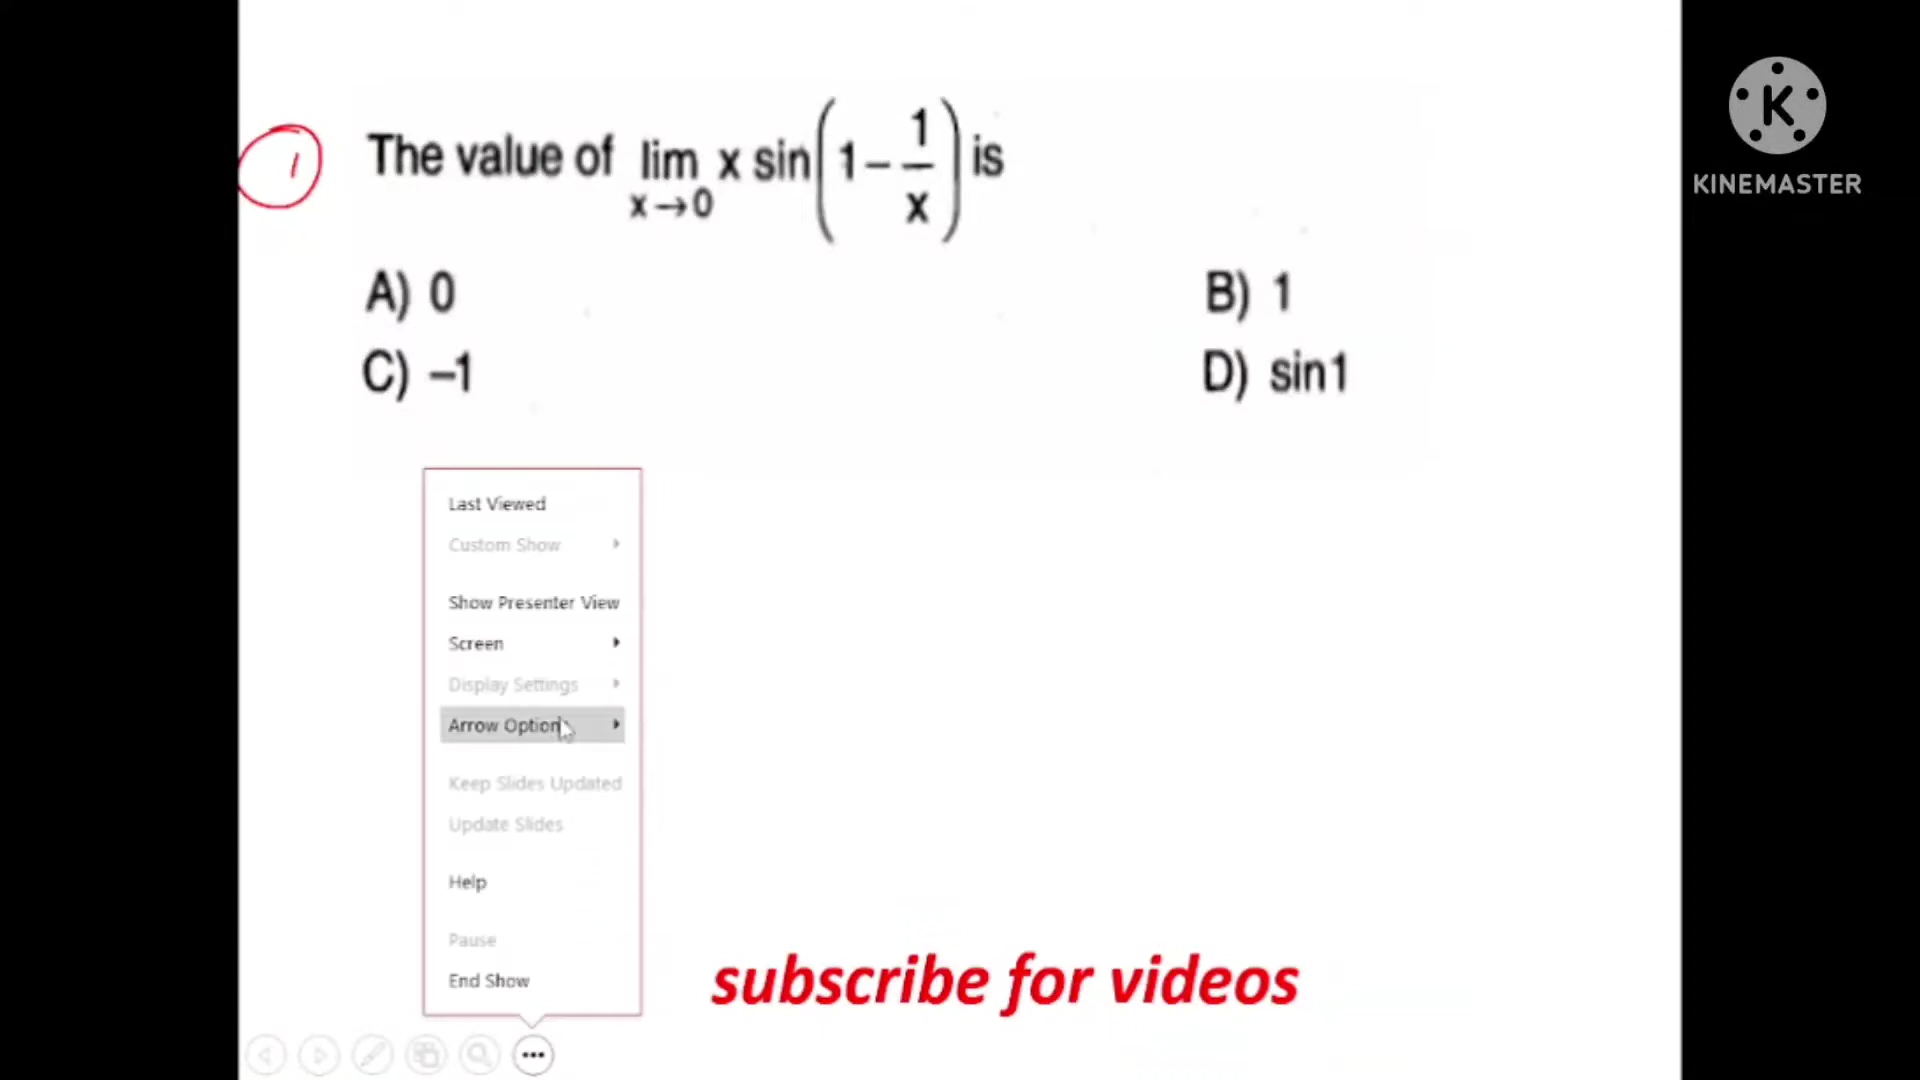 1
The value of lim x→0 x sin(1 – 1/x) is
A) 0
B) 1
C) –1
D) sin1
K
KINEMASTER
Last Viewed
Custom Show
Show Presenter View
Screen
Display Settings
Arrow Option
Keep Slides Updated
Update Slides
Help
Pause
End Show
subscribe for videos